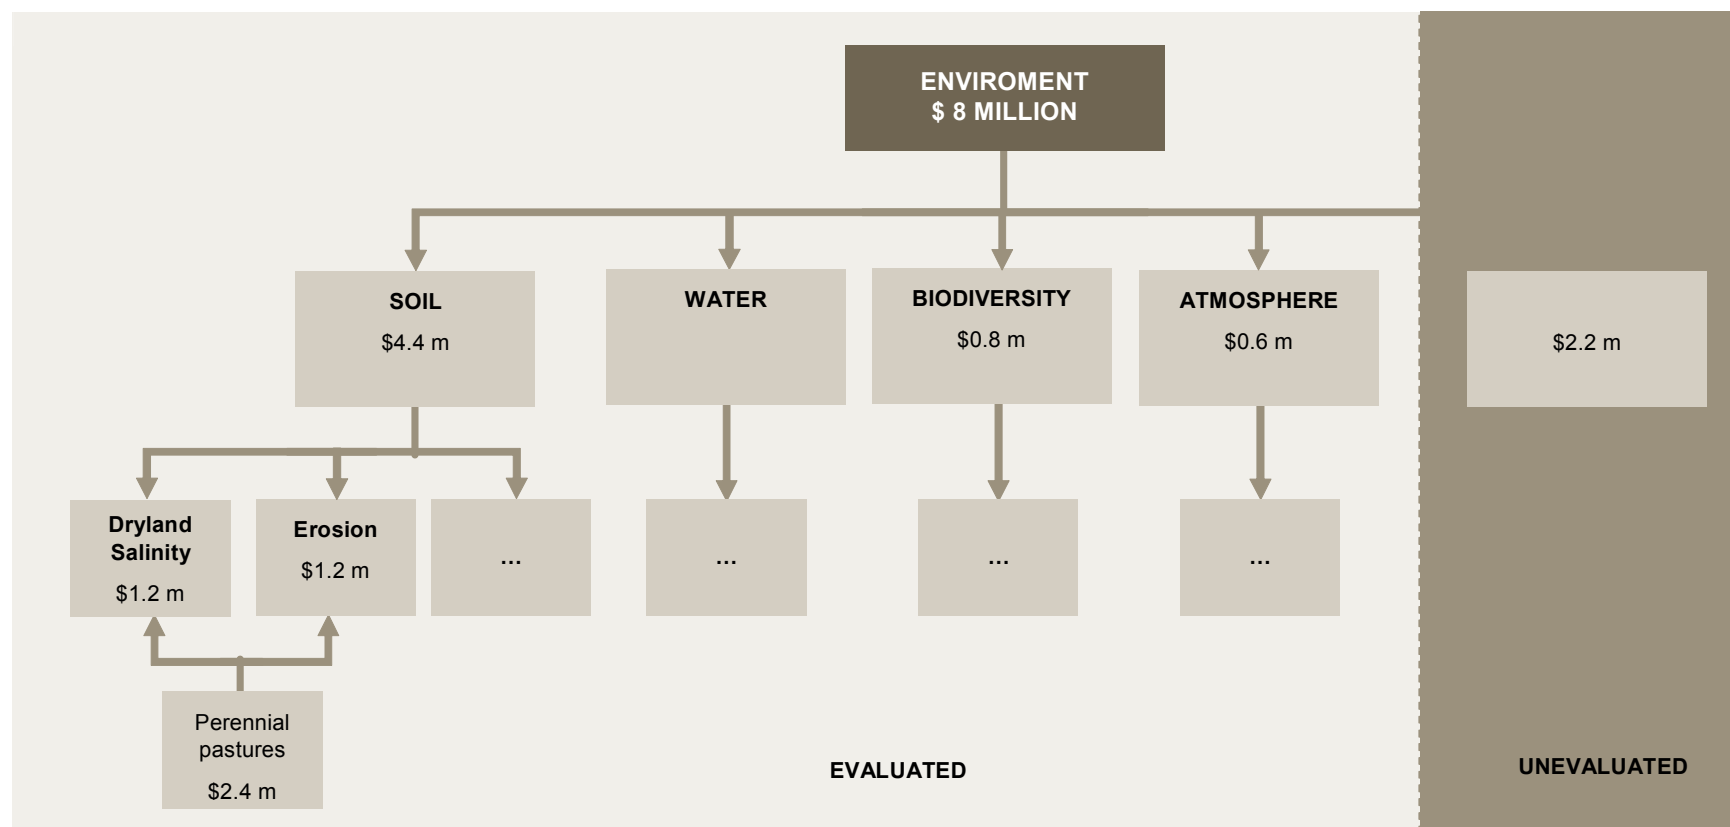 ENVIROMENT
$ 8 MILLION
SOIL
$4.4 m
WATER
BIODIVERSITY
$0.8 m
ATMOSPHERE
$0.6 m
$2.2 m
Dryland
Salinity
$1.2 m
Erosion
$1.2 m
...
...
...
...
Perennial
pastures
$2.4 m
EVALUATED
UNEVALUATED